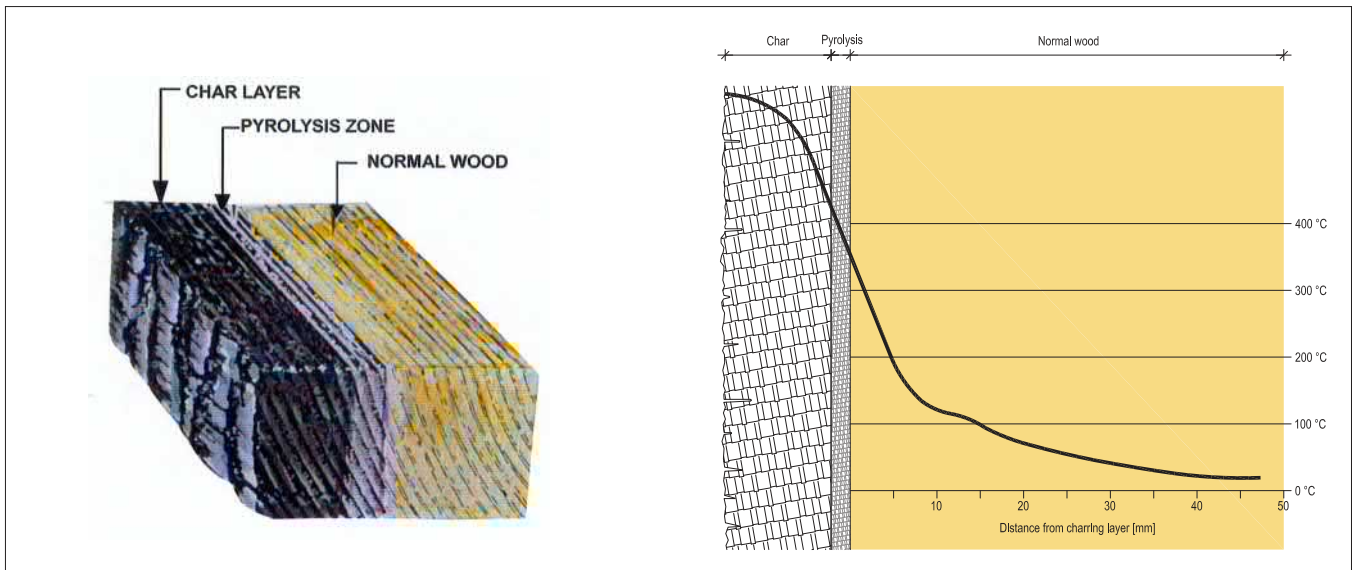 CHAR LAYER
PYROLYSIS ZONE
NORMAL WOOD
Char
Pyrolysis
Normal wood
400 °C
300 °C
200 °C
100 °C
0 °C
10
20
30
40
50
Distance from charring layer [mm]